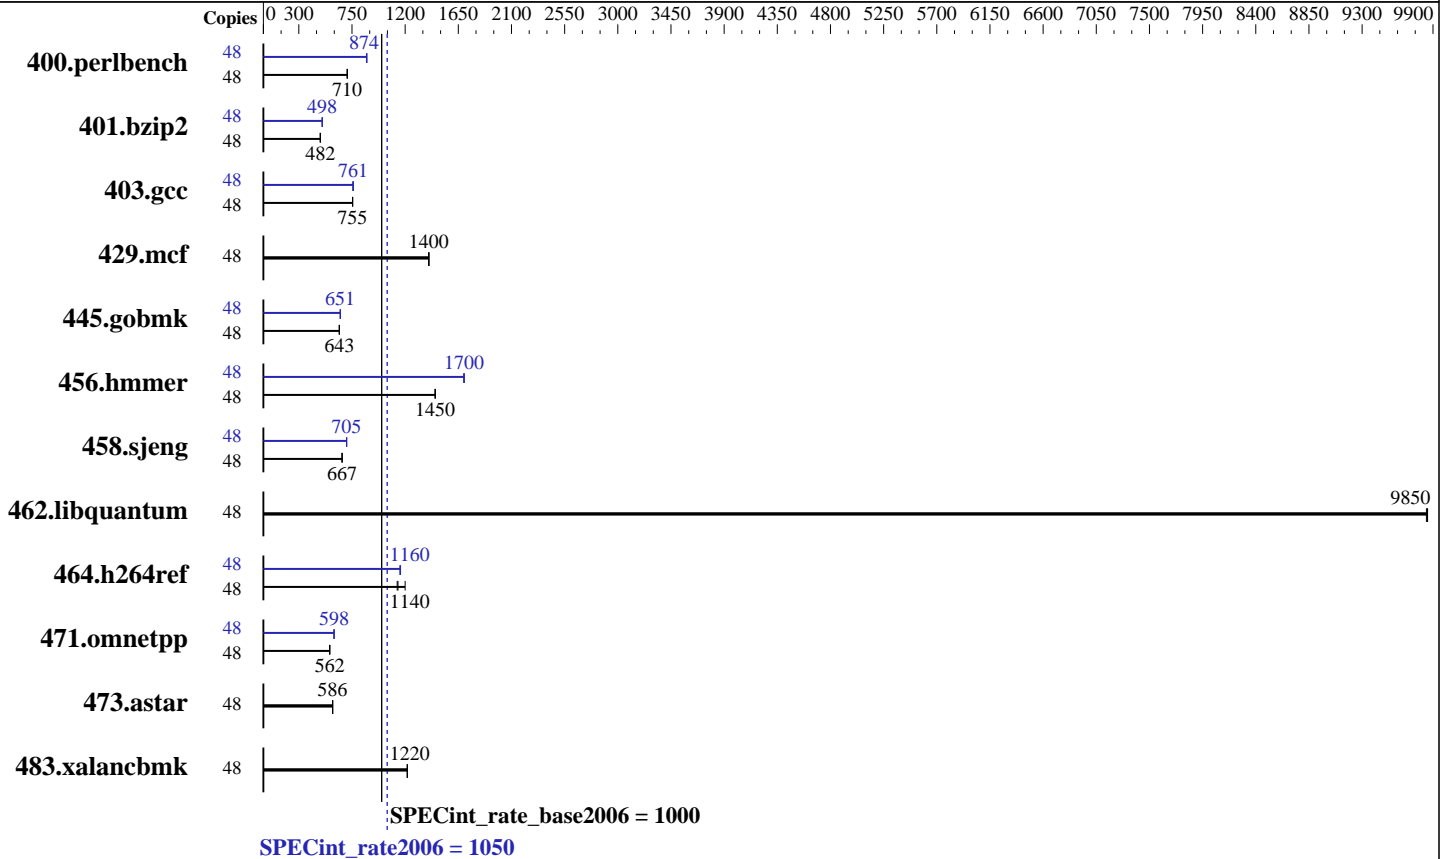 Copies 0 300 750 1200 1650 2100 2550 3000 3450 3900 4350 4800 5250 5700 6150 6600 7050 7500 7950 8400 8850 9300 9900
400.perlbench 48 874
48 710
401.bzip2 48 498
48 482
403.gcc 48 761
48 755
429.mcf 48 1400
445.gobmk 48 651
48 643
456.hmmer 48 1700
48 1450
458.sjeng 48 705
48 667
462.libquantum 48 9850
464.h264ref 48 1160
48 1140
471.omnetpp 48 598
48 562
473.astar 48 586
483.xalancbmk 48 1220
SPECint_rate_base2006 = 1000
SPECint_rate2006 = 1050